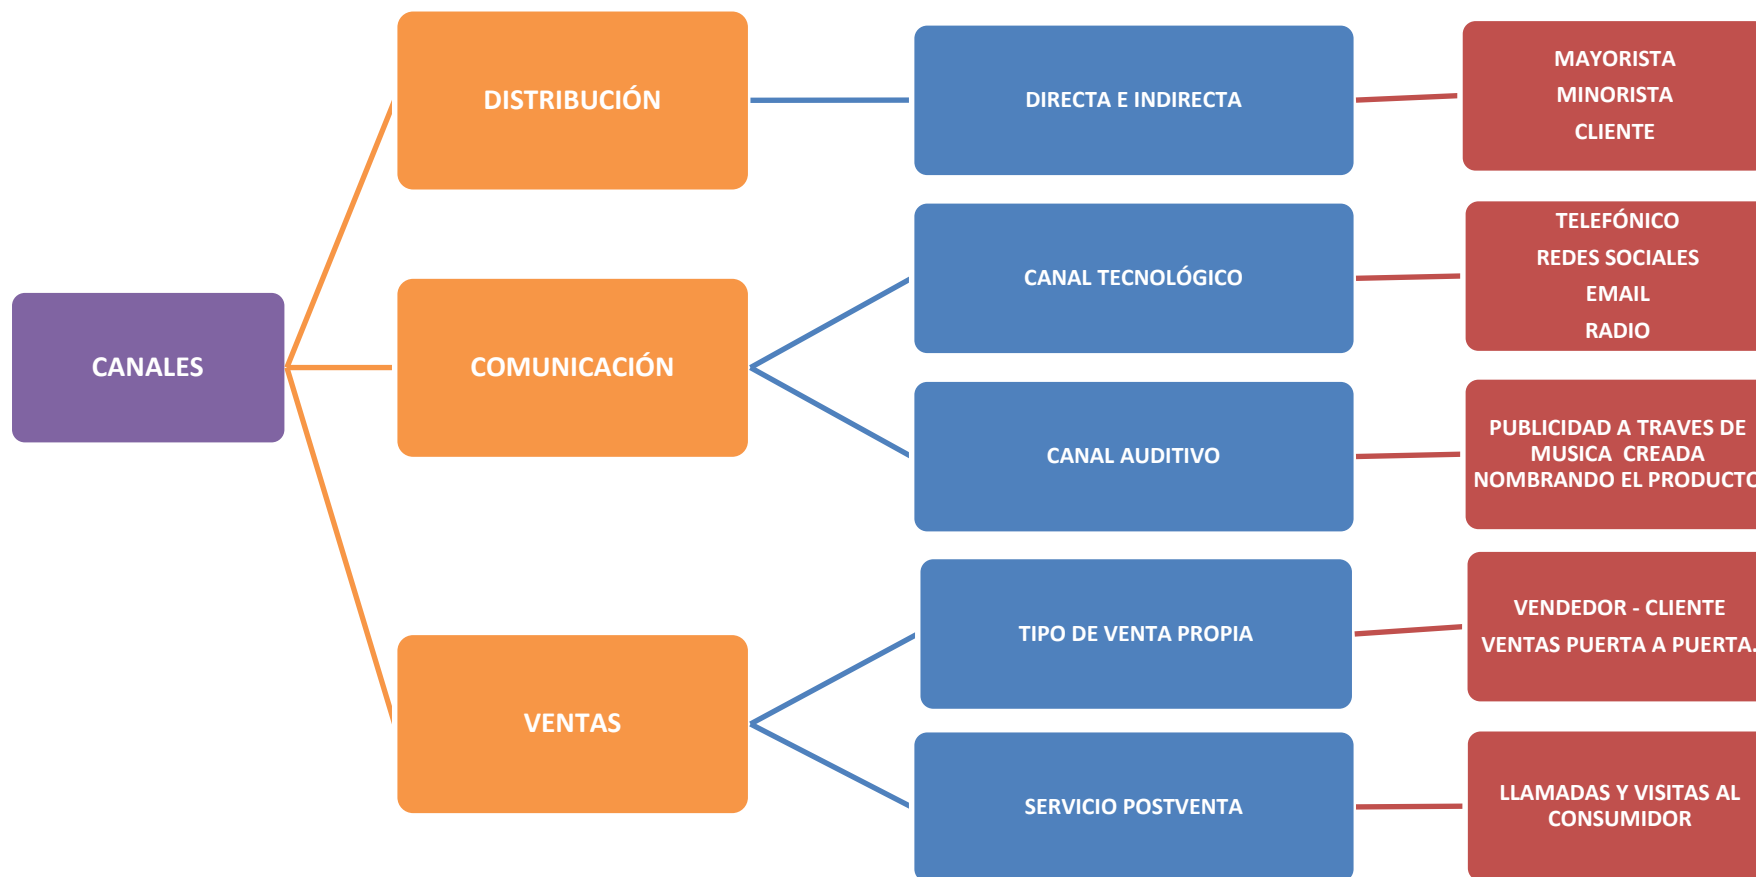 CANALES
DISTRIBUCIÓN
DIRECTA E INDIRECTA
MAYORISTA
MINORISTA
CLIENTE
COMUNICACIÓN
CANAL TECNOLÓGICO
TELEFÓNICO
REDES SOCIALES
EMAIL
RADIO
CANAL AUDITIVO
PUBLICIDAD A TRAVES DE
MUSICA CREADA
NOMBRANDO EL PRODUCTO
VENTAS
TIPO DE VENTA PROPIA
VENDEDOR - CLIENTE
VENTAS PUERTA A PUERTA.
SERVICIO POSTVENTA
LLAMADAS Y VISITAS AL
CONSUMIDOR